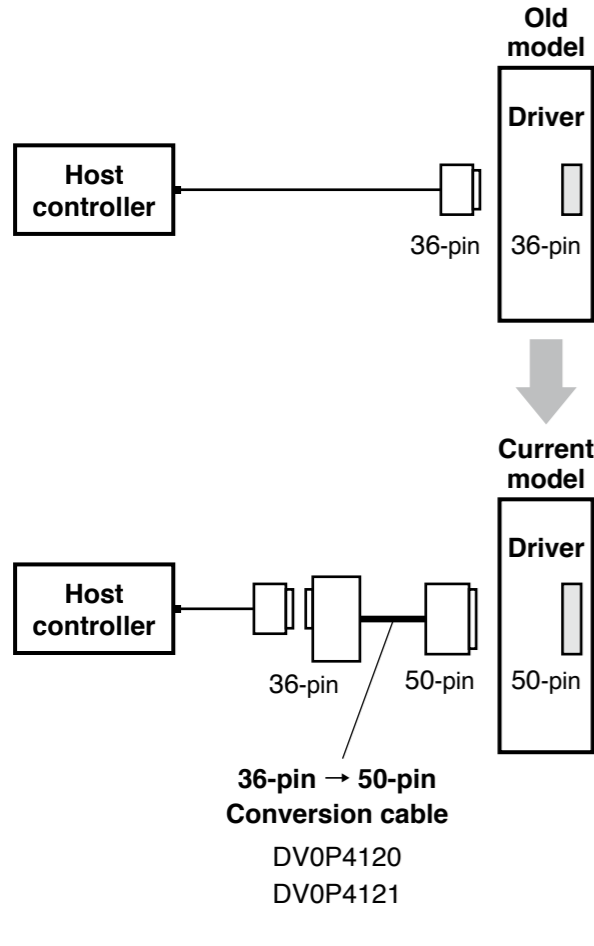 Old
model
Driver
Host
controller
36-pin
36-pin
Current
model
Driver
Host
controller
36-pin
50-pin
50-pin
36-pin → 50-pin
Conversion cable
DV0P4120
DV0P4121